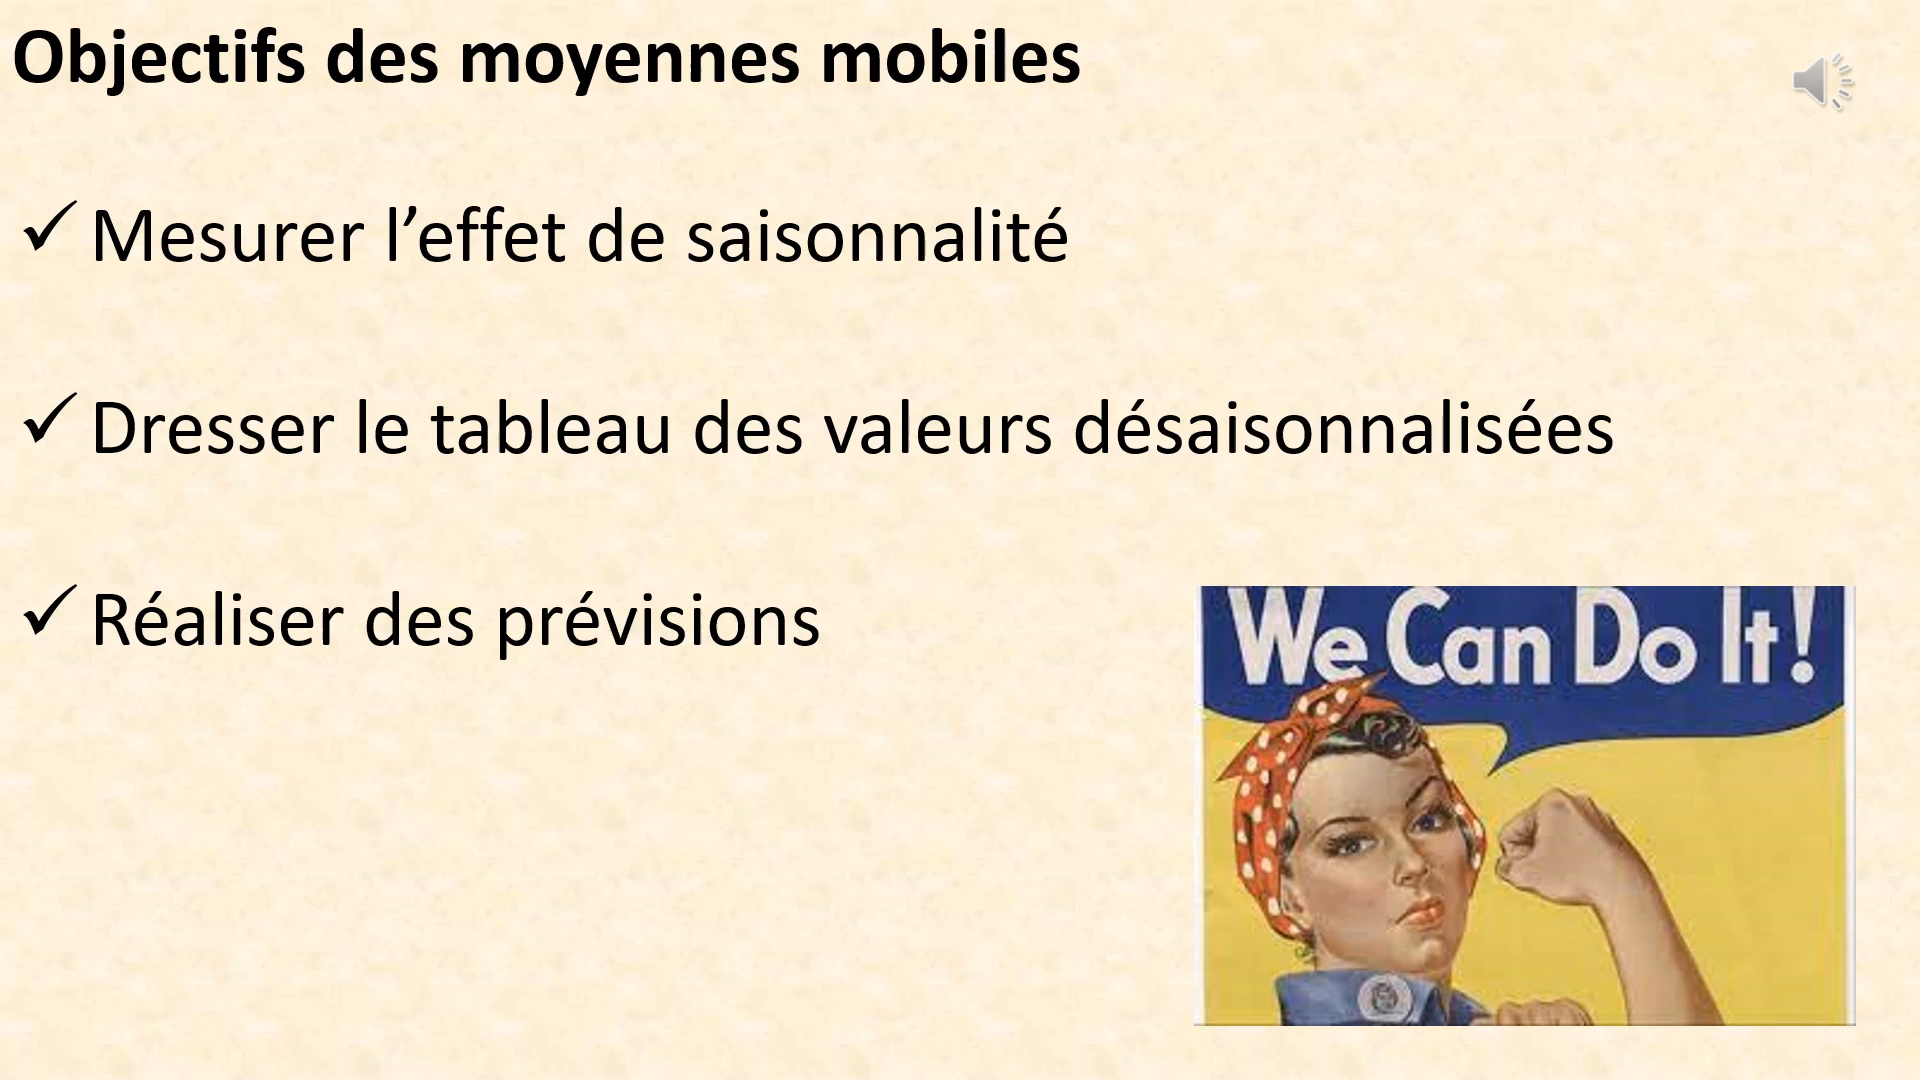 Objectifs des moyennes mobiles
✓ Mesurer l’effet de saisonnalité
✓ Dresser le tableau des valeurs désaisonnalisées
✓ Réaliser des prévisions
We Can Do It!